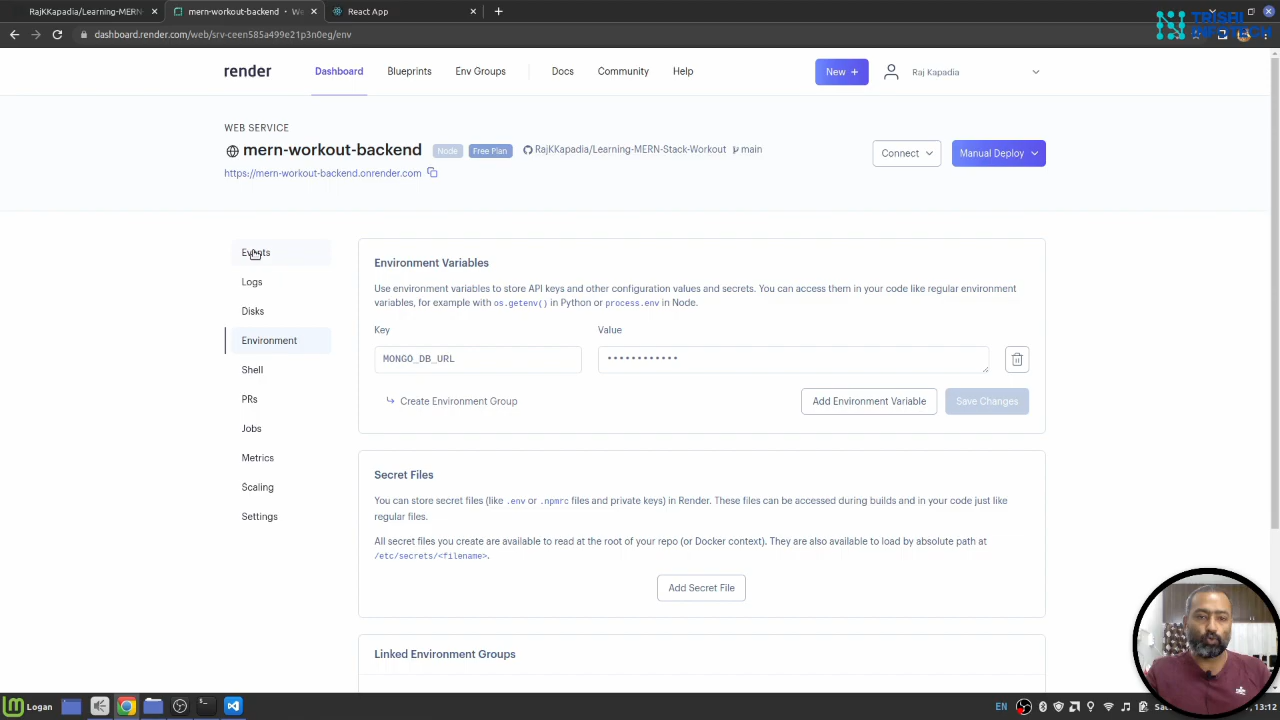 RajKKapadia/Learning-MERN-
mern-workout-backend • We
React App
TRISHI
INFOTECH
dashboard.render.com/web/srv-ceen585a499e21p3n0eg/env
render
Dashboard
Blueprints
Env Groups
Docs
Community
Help
New +
Raj Kapadia
WEB SERVICE
mern-workout-backend
Node
Free Plan
RajKKapadia/Learning-MERN-Stack-Workout
main
Connect
Manual Deploy
https://mern-workout-backend.onrender.com
Events
Logs
Disks
Environment
Shell
PRs
Jobs
Metrics
Scaling
Settings
Environment Variables
Use environment variables to store API keys and other configuration values and secrets. You can access them in your code like regular environment
variables, for example with os.getenv() in Python or process.env in Node.
Key
Value
MONGO_DB_URL
••••••••••••
Create Environment Group
Add Environment Variable
Save Changes
Secret Files
You can store secret files (like .env or .npmrc files and private keys) in Render. These files can be accessed during builds and in your code just like
regular files.
All secret files you create are available to read at the root of your repo (or Docker context). They are also available to load by absolute path at
/etc/secrets/<filename>.
Add Secret File
Linked Environment Groups
Logan
EN
13:12